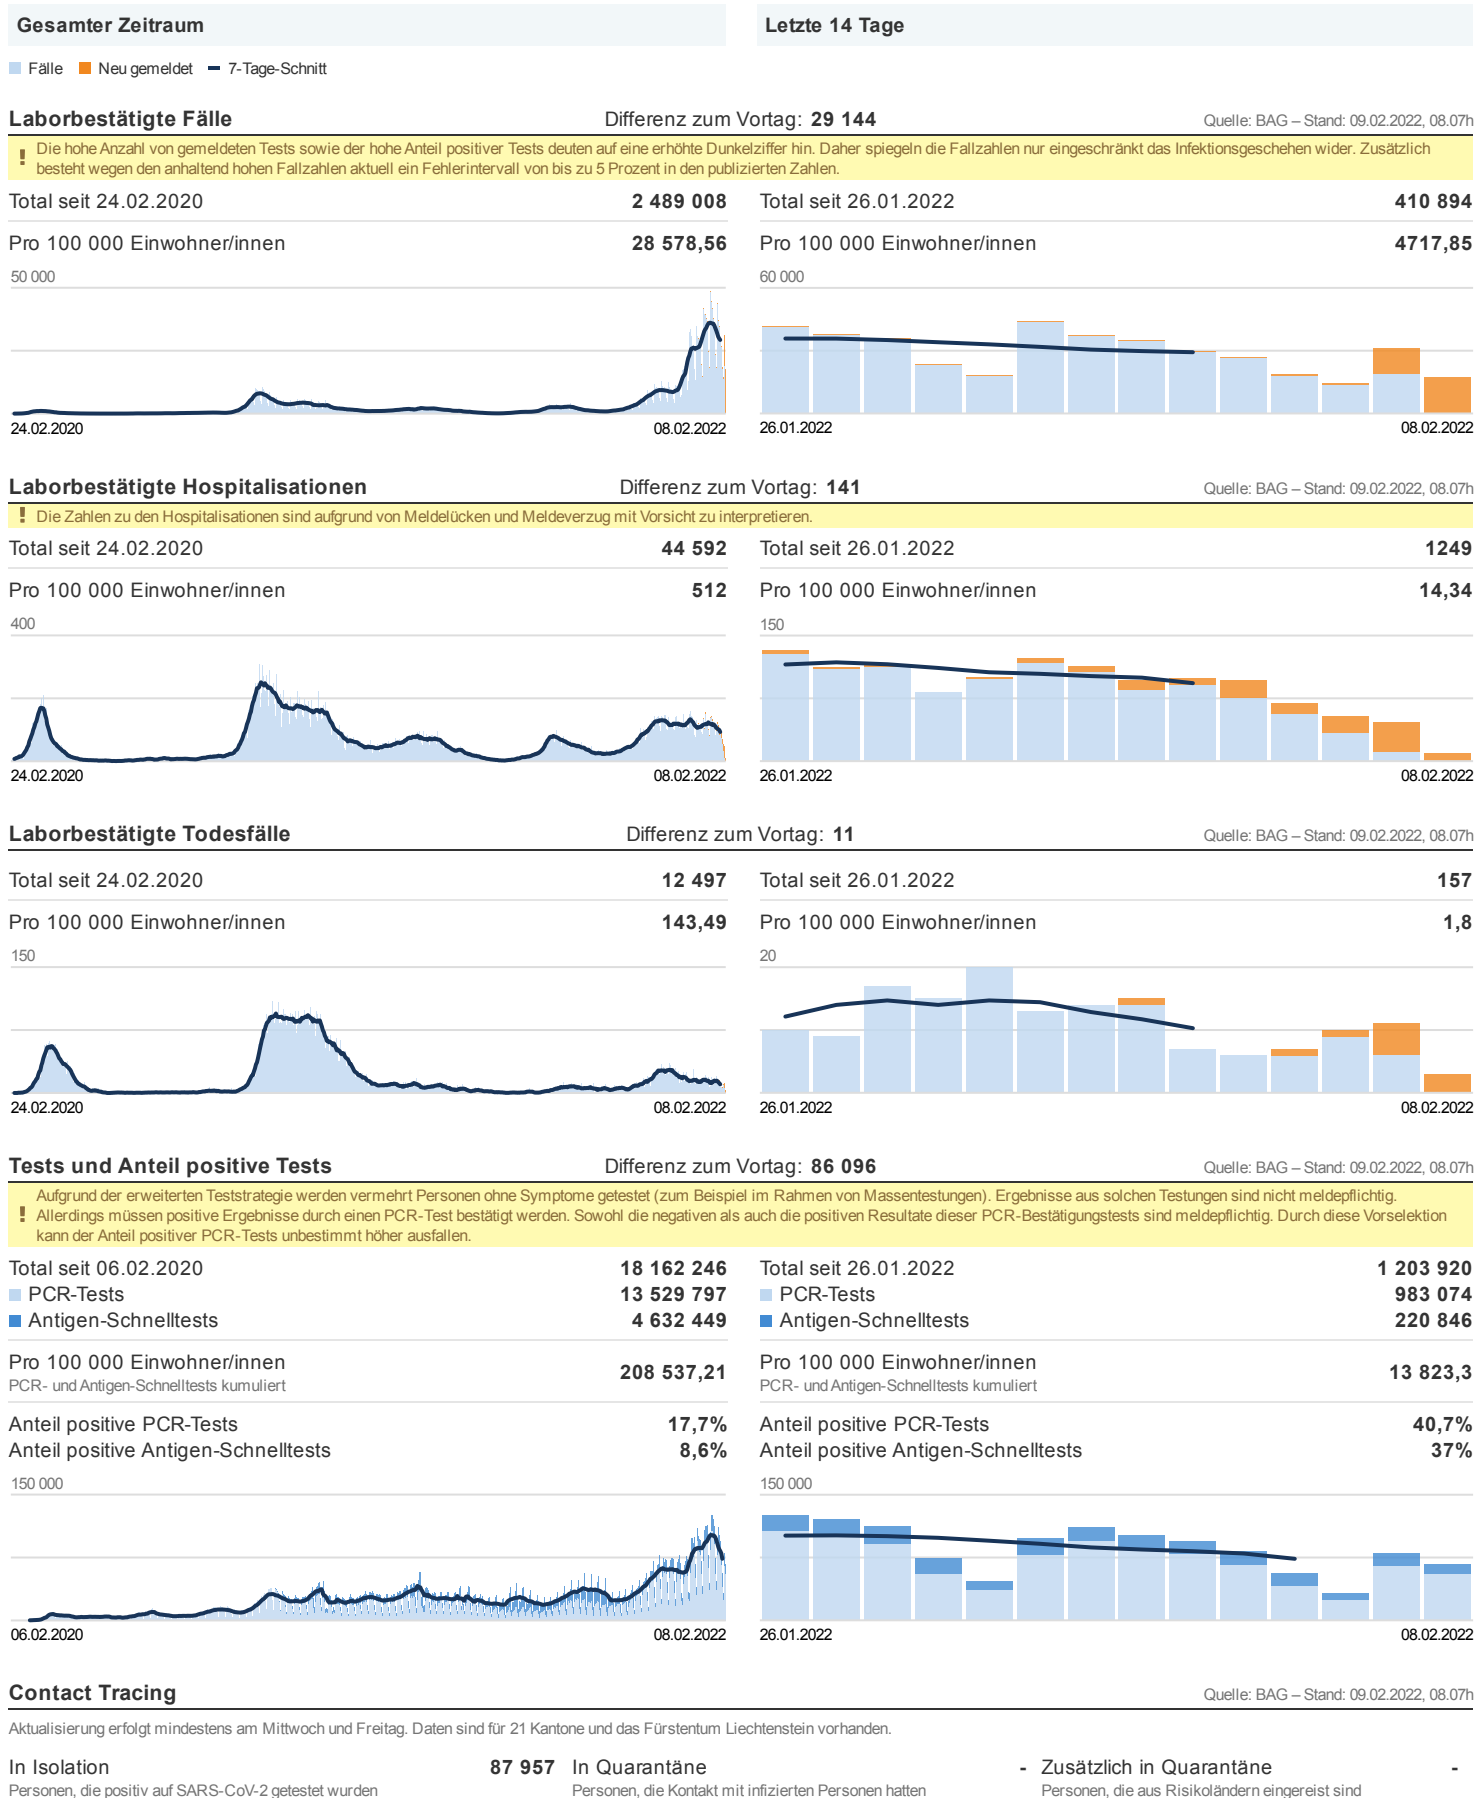 Gesamter Zeitraum
Letzte 14 Tage
Fälle Neu gemeldet 7-Tage-Schnitt
Laborbestätigte Fälle Differenz zum Vortag: 29 144 Quelle: BAG – Stand: 09.02.2022, 08.07h
! Die hohe Anzahl von gemeldeten Tests sowie der hohe Anteil positiver Tests deuten auf eine erhöhte Dunkelziffer hin. Daher spiegeln die Fallzahlen nur eingeschränkt das Infektionsgeschehen wider. Zusätzlich
besteht wegen den anhaltend hohen Fallzahlen aktuell ein Fehlerintervall von bis zu 5 Prozent in den publizierten Zahlen.
Total seit 24.02.2020 2 489 008
Pro 100 000 Einwohner/innen 28 578,56
50 000
24.02.2020 08.02.2022
Total seit 26.01.2022 410 894
Pro 100 000 Einwohner/innen 4717,85
60 000
26.01.2022 08.02.2022
Laborbestätigte Hospitalisationen Differenz zum Vortag: 141 Quelle: BAG – Stand: 09.02.2022, 08.07h
! Die Zahlen zu den Hospitalisationen sind aufgrund von Meldelücken und Meldeverzug mit Vorsicht zu interpretieren.
Total seit 24.02.2020 44 592
Pro 100 000 Einwohner/innen 512
400
24.02.2020 08.02.2022
Total seit 26.01.2022 1249
Pro 100 000 Einwohner/innen 14,34
150
26.01.2022 08.02.2022
Laborbestätigte Todesfälle Differenz zum Vortag: 11 Quelle: BAG – Stand: 09.02.2022, 08.07h
Total seit 24.02.2020 12 497
Pro 100 000 Einwohner/innen 143,49
150
24.02.2020 08.02.2022
Total seit 26.01.2022 157
Pro 100 000 Einwohner/innen 1,8
20
26.01.2022 08.02.2022
Tests und Anteil positive Tests Differenz zum Vortag: 86 096 Quelle: BAG – Stand: 09.02.2022, 08.07h
Aufgrund der erweiterten Teststrategie werden vermehrt Personen ohne Symptome getestet (zum Beispiel im Rahmen von Massentestungen). Ergebnisse aus solchen Testungen sind nicht meldepflichtig.
! Allerdings müssen positive Ergebnisse durch einen PCR-Test bestätigt werden. Sowohl die negativen als auch die positiven Resultate dieser PCR-Bestätigungstests sind meldepflichtig. Durch diese Vorselektion
kann der Anteil positiver PCR-Tests unbestimmt höher ausfallen.
Total seit 06.02.2020 18 162 246
PCR-Tests 13 529 797
Antigen-Schnelltests 4 632 449
Pro 100 000 Einwohner/innen 208 537,21
PCR- und Antigen-Schnelltests kumuliert
Anteil positive PCR-Tests 17,7%
Anteil positive Antigen-Schnelltests 8,6%
150 000
06.02.2020 08.02.2022
Total seit 26.01.2022 1 203 920
PCR-Tests 983 074
Antigen-Schnelltests 220 846
Pro 100 000 Einwohner/innen 13 823,3
PCR- und Antigen-Schnelltests kumuliert
Anteil positive PCR-Tests 40,7%
Anteil positive Antigen-Schnelltests 37%
150 000
26.01.2022 08.02.2022
Contact Tracing Quelle: BAG – Stand: 09.02.2022, 08.07h
Aktualisierung erfolgt mindestens am Mittwoch und Freitag. Daten sind für 21 Kantone und das Fürstentum Liechtenstein vorhanden.
In Isolation 87 957
Personen, die positiv auf SARS-CoV-2 getestet wurden
In Quarantäne -
Personen, die Kontakt mit infizierten Personen hatten
Zusätzlich in Quarantäne -
Personen, die aus Risikoländern eingereist sind